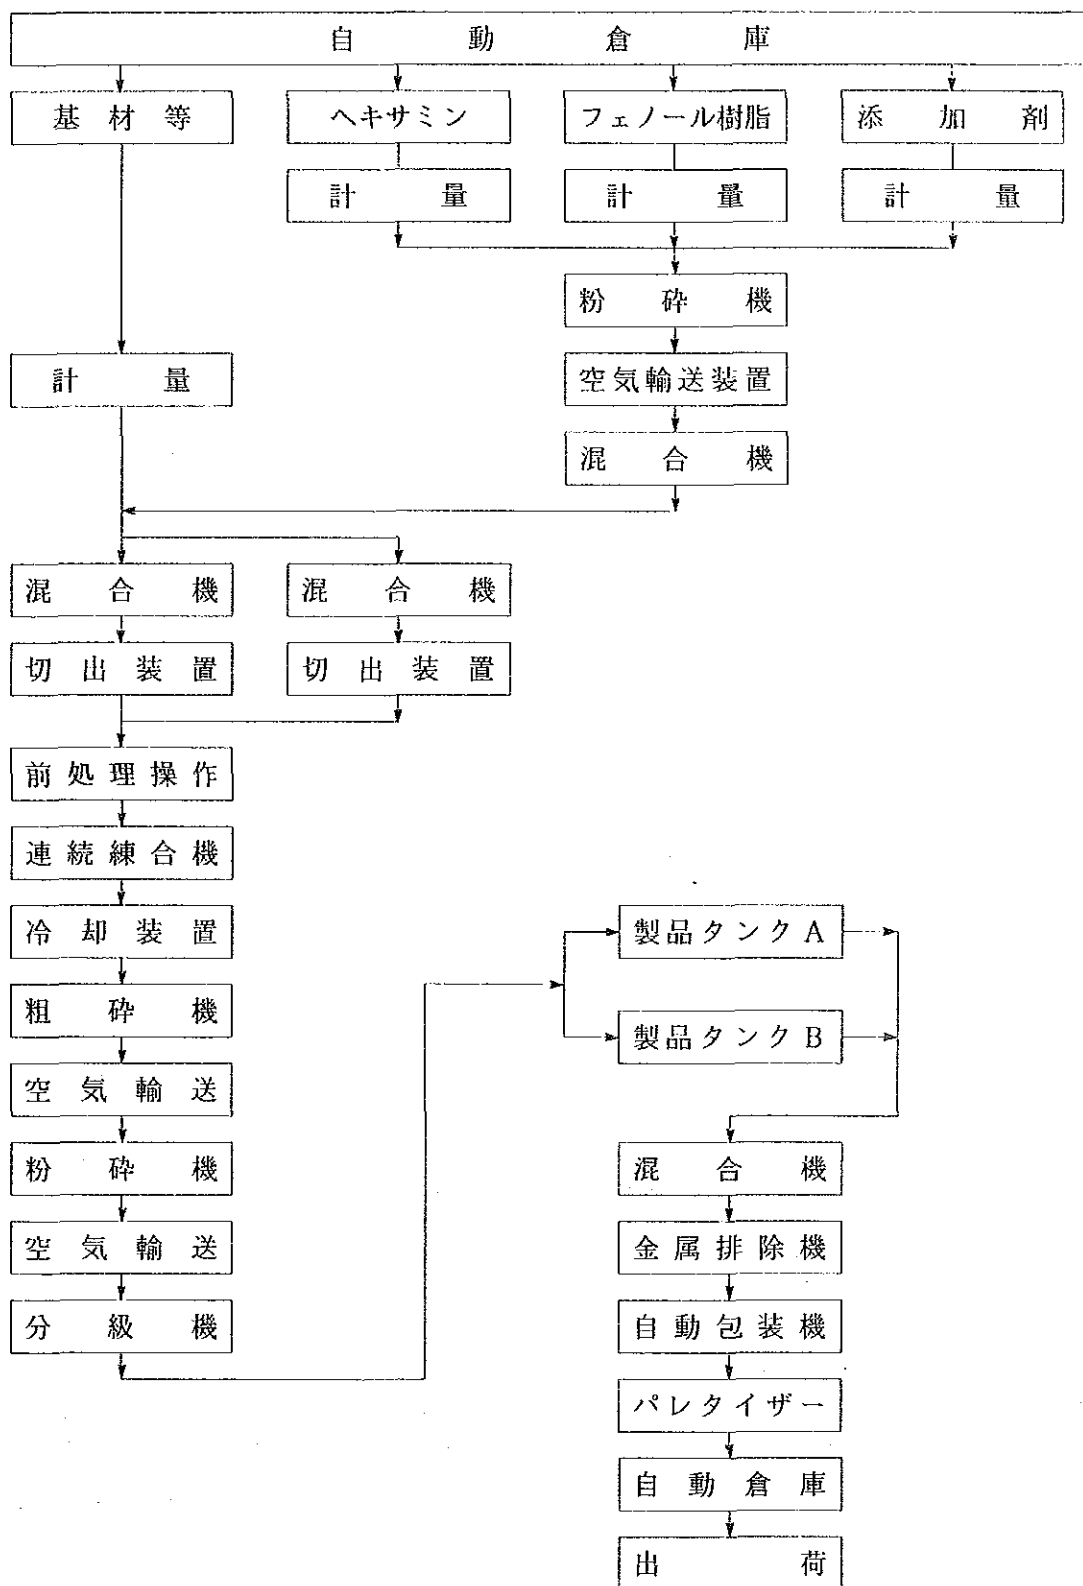 自動倉庫
基材等
ヘキサミン
フェノール樹脂
添加剤
計量
計量
計量
粉砕機
計量
空気輸送装置
混合機
混合機
混合機
切出装置
切出装置
前処理操作
連続練合機
冷却装置
粗砕機
空気輸送
粉砕機
空気輸送
分級機
製品タンクA
製品タンクB
混合機
金属排除機
自動包装機
パレタイザー
自動倉庫
出荷